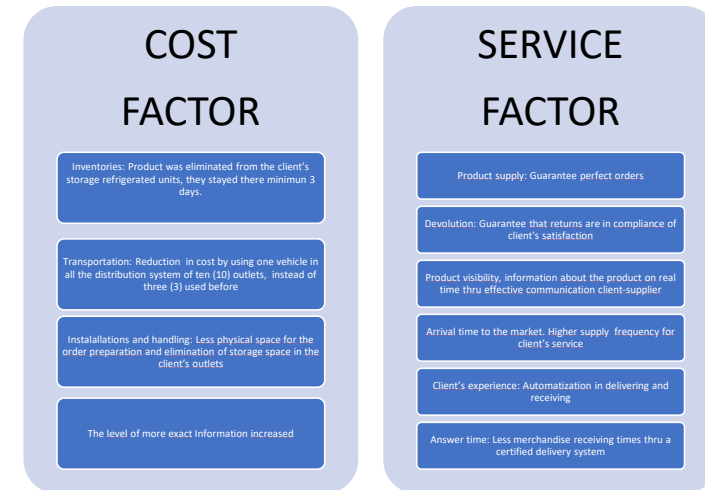 COST
FACTOR
Inventories: Product was eliminated from the client's
storage refrigerated units, they stayed there minimun 3
days.
Transportation: Reduction in cost by using one vehicle in
all the distribution system of ten (10) outlets, instead of
three (3) used before
Instalallations and handling: Less physical space for the
order preparation and elimination of storage space in the
client's outlets
The level of more exact Information increased
SERVICE
FACTOR
Product supply: Guarantee perfect orders
Devolution: Guarantee that returns are in compliance of
client's satisfaction
Product visibility, information about the product on real
time thru effective communication client-supplier
Arrival time to the market. Higher supply frequency for
client's service
Client's experience: Automatization in delivering and
receiving
Answer time: Less merchandise receiving times thru a
certified delivery system